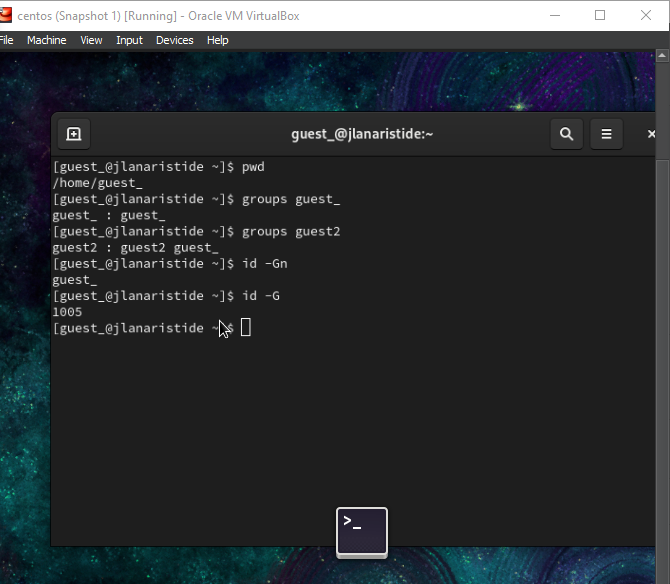 centos (Snapshot 1) [Running] - Oracle VM VirtualBox
File Machine View Input Devices Help
guest_@jlanaristide:~
[guest_@jlanaristide ~]$ pwd
/home/guest_
[guest_@jlanaristide ~]$ groups guest_
guest_ : guest_
[guest_@jlanaristide ~]$ groups guest2
guest2 : guest2 guest_
[guest_@jlanaristide ~]$ id -Gn
guest_
[guest_@jlanaristide ~]$ id -G
1005
[guest_@jlanaristide ~]$
>_